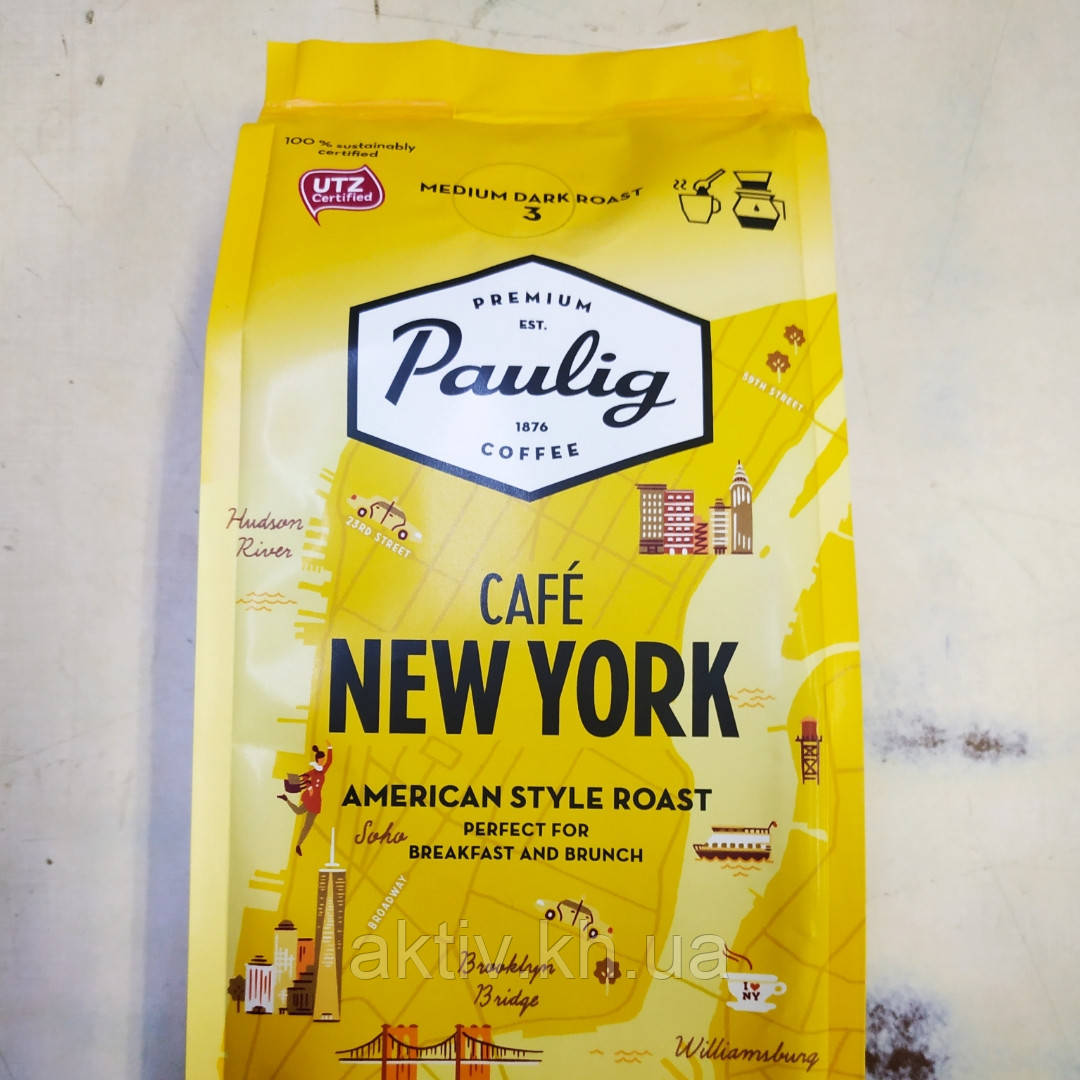 100 % sustainably
certified
UTZ
Certified
MEDIUM DARK ROAST
3
PREMIUM
EST.
Paulig
1876
COFFEE
59TH STREET
Hudson
River
23RD STREET
CAFÉ
NEW YORK
AMERICAN STYLE ROAST
Soho
PERFECT FOR
BREAKFAST AND BRUNCH
BROADWAY
aktiv.kh.ua
Brooklyn
Bridge
I ♥
NY
Williamsburg